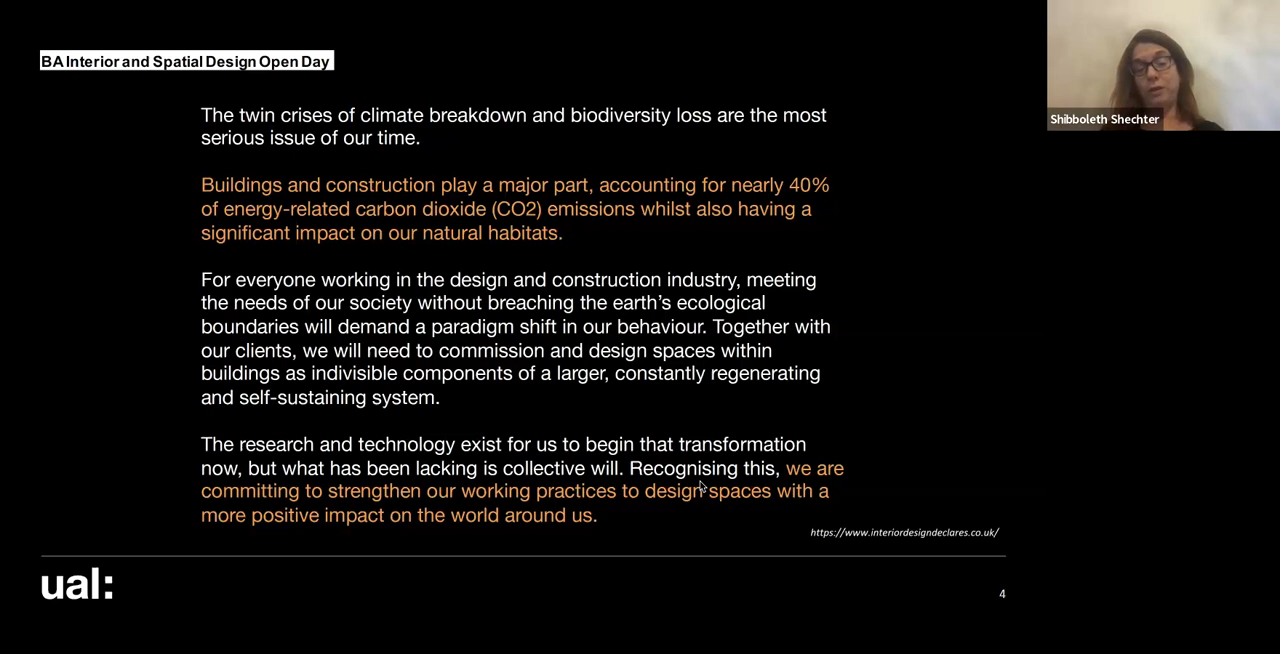 BA Interior and Spatial Design Open Day
The twin crises of climate breakdown and biodiversity loss are the most
serious issue of our time.
Buildings and construction play a major part, accounting for nearly 40%
of energy-related carbon dioxide (CO2) emissions whilst also having a
significant impact on our natural habitats.
For everyone working in the design and construction industry, meeting
the needs of our society without breaching the earth’s ecological
boundaries will demand a paradigm shift in our behaviour. Together with
our clients, we will need to commission and design spaces within
buildings as indivisible components of a larger, constantly regenerating
and self-sustaining system.
The research and technology exist for us to begin that transformation
now, but what has been lacking is collective will. Recognising this, we are
committing to strengthen our working practices to design spaces with a
more positive impact on the world around us.
https://www.interiordesigndeclares.co.uk/
ual:
4
Shibboleth Shechter